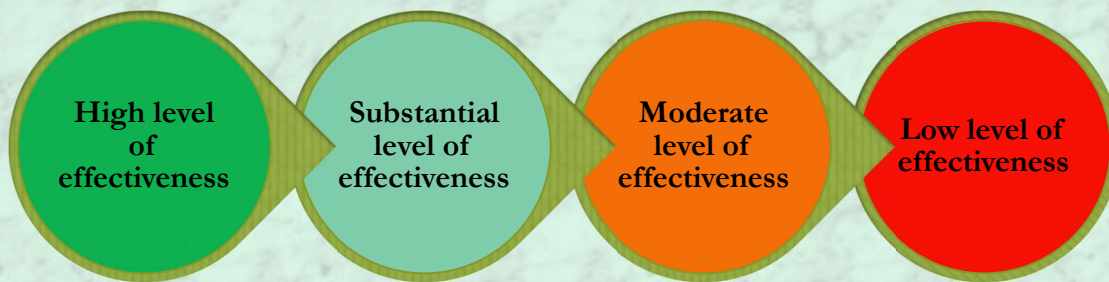 High level
of
effectiveness
Substantial
level of
effectiveness
Moderate
level of
effectiveness
Low level of
effectiveness